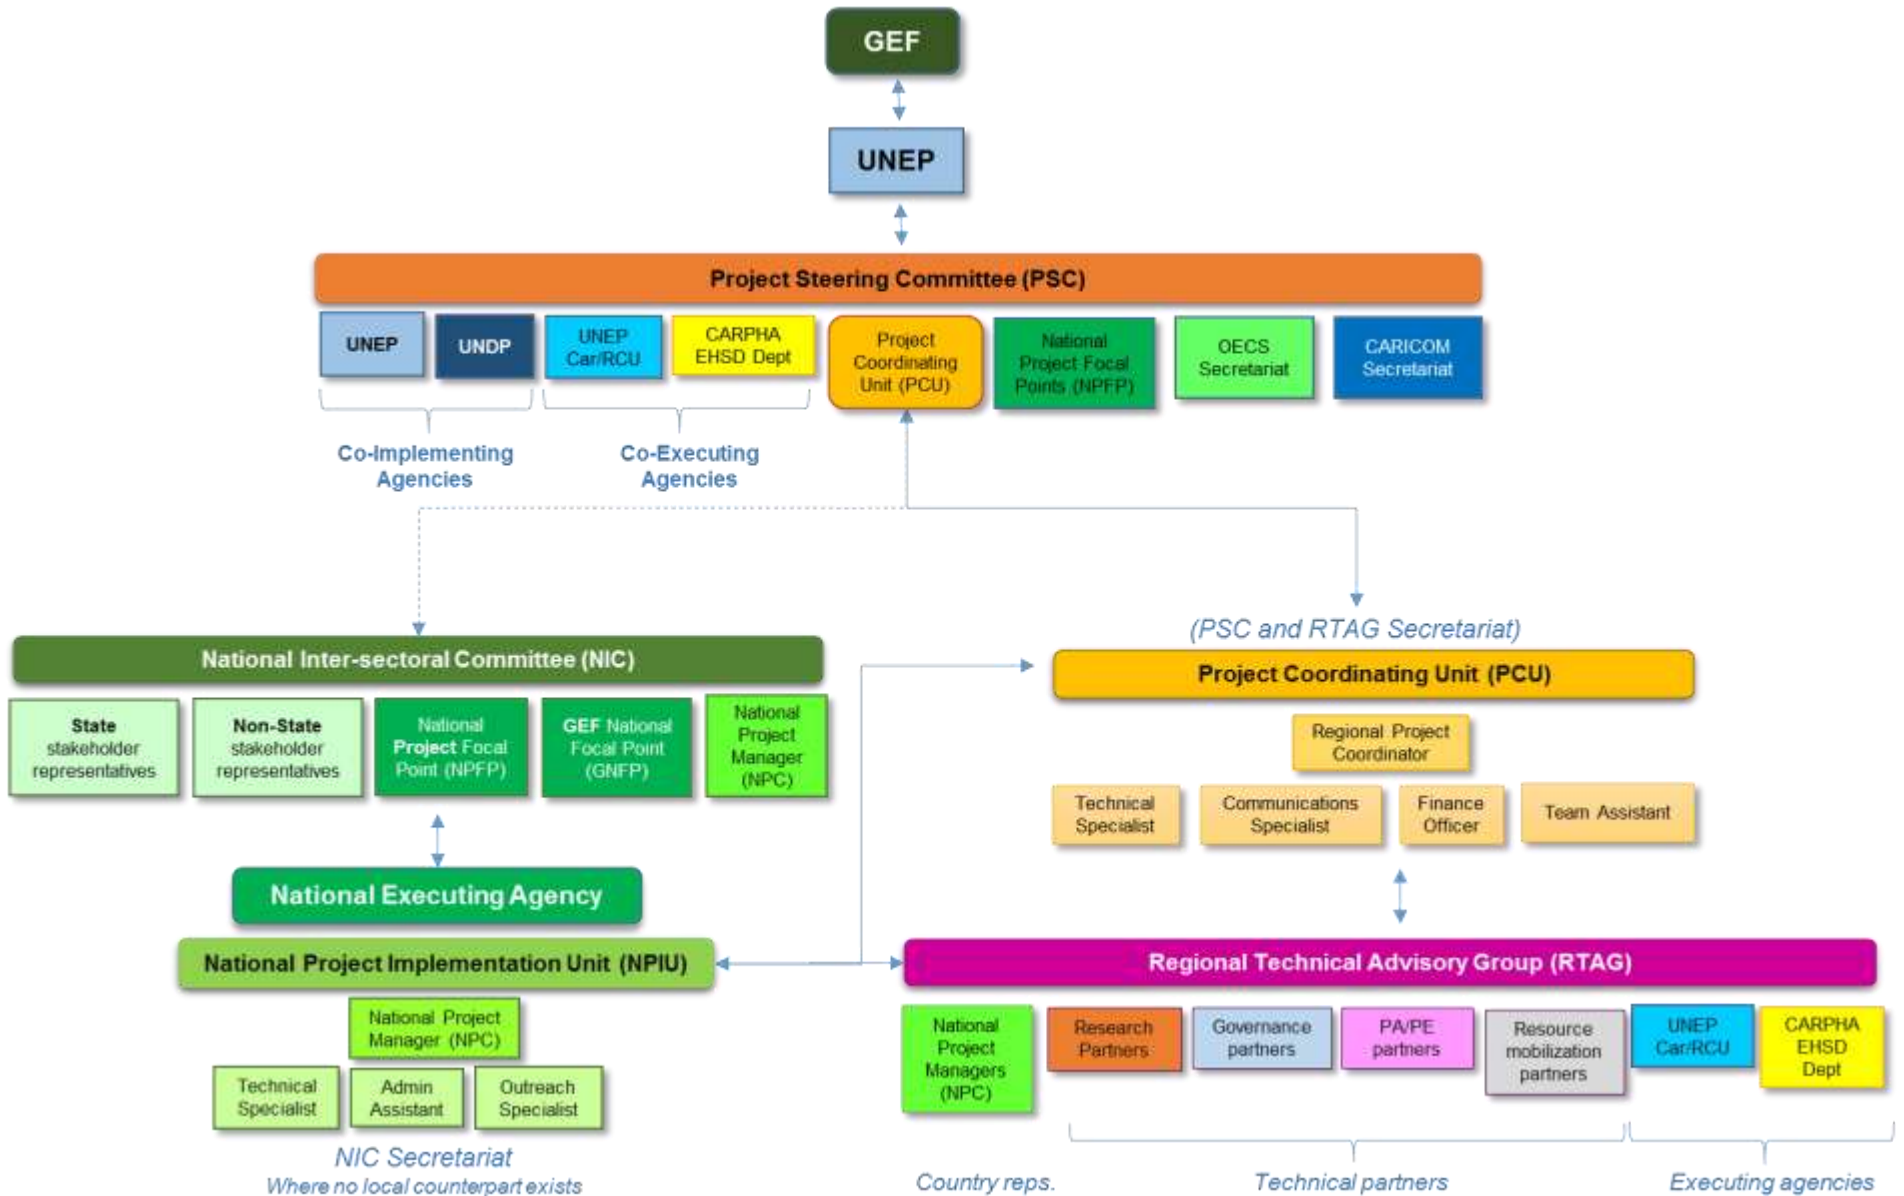 GEF
UNEP
Project Steering Committee (PSC)
UNEP
UNDP
UNEP
Car/RCU
CARPHA
EHSD Dept
Project
Coordinating
Unit (PCU)
National
Project Focal
Points (NPFP)
OECS
Secretariat
CARICOM
Secretariat
Co-Implementing
Agencies
Co-Executing
Agencies
(PSC and RTAG Secretariat)
National Inter-sectoral Committee (NIC)
State
stakeholder
representatives
Non-State
stakeholder
representatives
National
Project Focal
Point (NPFP)
GEF National
Focal Point
(GNFP)
National
Project
Manager
(NPC)
Project Coordinating Unit (PCU)
Regional Project
Coordinator
Technical
Specialist
Communications
Specialist
Finance
Officer
Team Assistant
National Executing Agency
National Project Implementation Unit (NPIU)
National Project
Manager (NPC)
Technical
Specialist
Admin
Assistant
Outreach
Specialist
NIC Secretariat
Where no local counterpart exists
Regional Technical Advisory Group (RTAG)
National
Project
Managers
(NPC)
Research
Partners
Governance
partners
PA/PE
partners
Resource
mobilization
partners
UNEP
Car/RCU
CARPHA
EHSD
Dept
Country reps.
Technical partners
Executing agencies